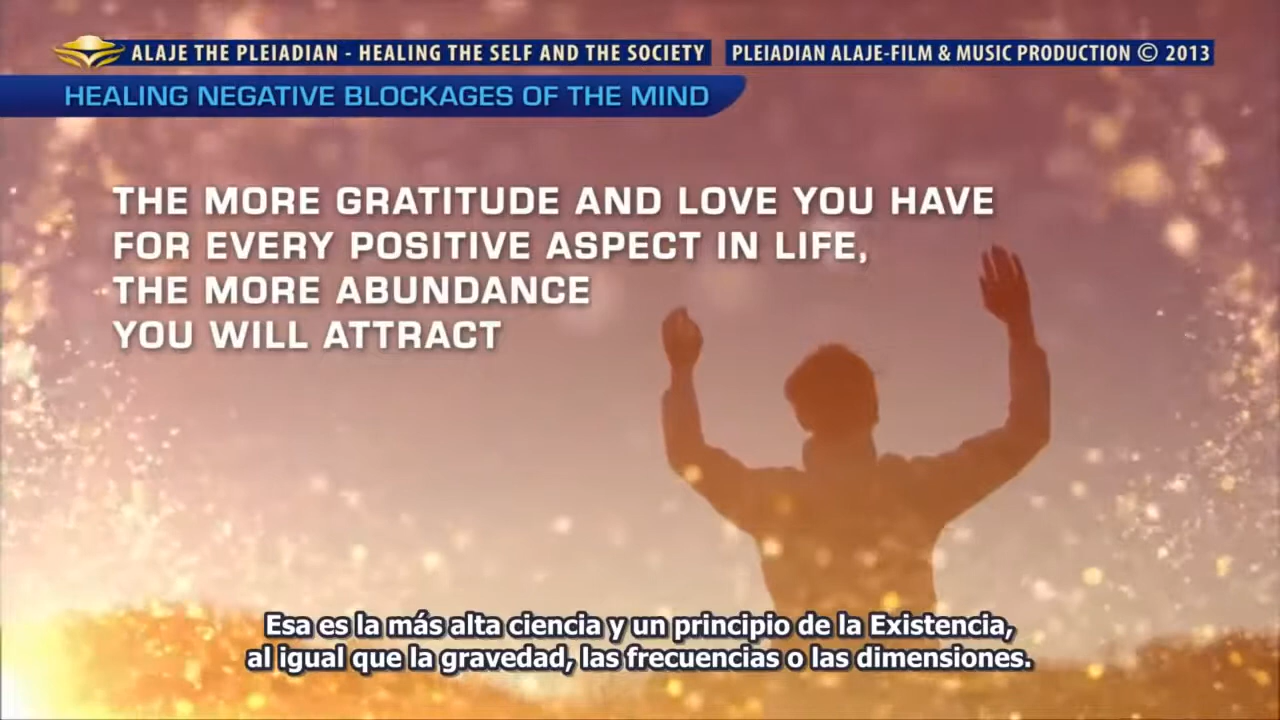 ALAJE THE PLEIADIAN - HEALING THE SELF AND THE SOCIETY
PLEIADIAN ALAJE-FILM & MUSIC PRODUCTION © 2013
HEALING NEGATIVE BLOCKAGES OF THE MIND
THE MORE GRATITUDE AND LOVE YOU HAVE
FOR EVERY POSITIVE ASPECT IN LIFE,
THE MORE ABUNDANCE
YOU WILL ATTRACT
Esa es la más alta ciencia y un principio de la Existencia,
al igual que la gravedad, las frecuencias o las dimensiones.